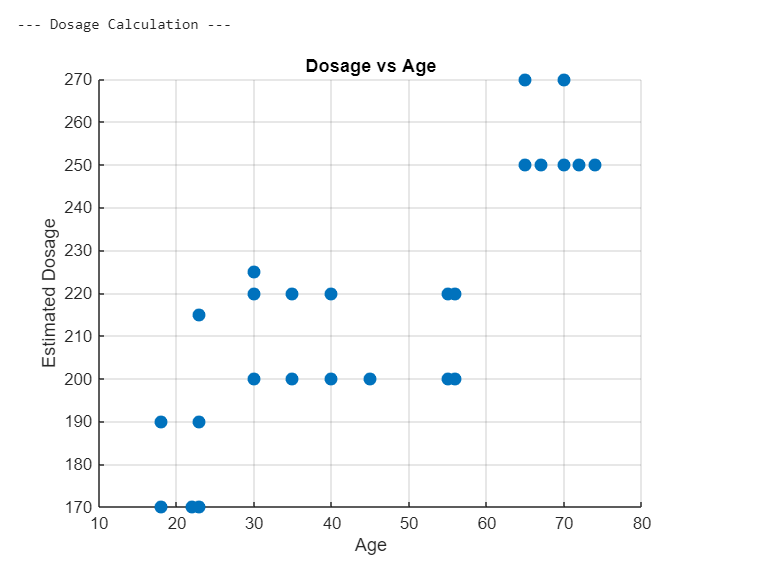 --- Dosage Calculation ---
Dosage vs Age
270
260
250
240
230
220
210
200
190
180
170
Estimated Dosage
10 20 30 40 50 60 70 80
Age